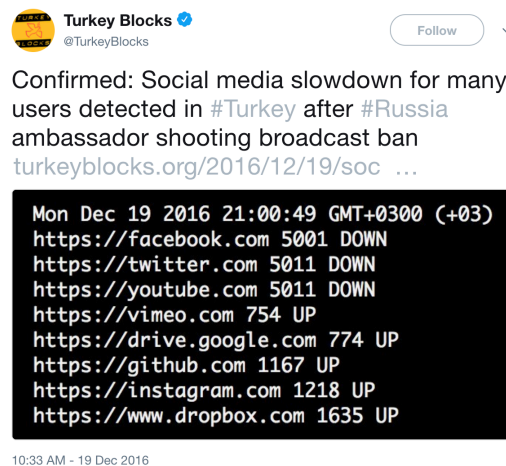 TURKEY
BLOCKS
Turkey Blocks
@TurkeyBlocks
Follow
Confirmed: Social media slowdown for many
users detected in #Turkey after #Russia
ambassador shooting broadcast ban
turkeyblocks.org/2016/12/19/soc …
Mon Dec 19 2016 21:00:49 GMT+0300 (+03)
https://facebook.com 5001 DOWN
https://twitter.com 5011 DOWN
https://youtube.com 5011 DOWN
https://vimeo.com 754 UP
https://drive.google.com 774 UP
https://github.com 1167 UP
https://instagram.com 1218 UP
https://www.dropbox.com 1635 UP
10:33 AM - 19 Dec 2016